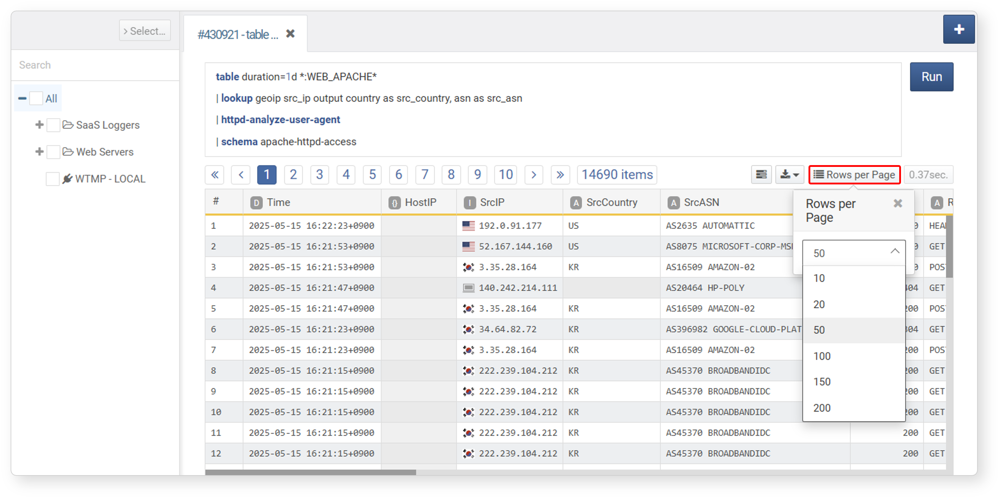 > Select...
#430921 - table ...
Search
All
SaaS Loggers
Web Servers
WTMP - LOCAL
table duration=1d *:WEB_APACHE*
| lookup geoip src_ip output country as src_country, asn as src_asn
| httpd-analyze-user-agent
| schema apache-httpd-access
Run
« ‹ 1 2 3 4 5 6 7 8 9 10 › » 14690 items
Rows per Page 0.37sec.
# D Time {} HostIP I SrcIP A SrcCountry A SrcASN A R
1 2025-05-15 16:22:23+0900 192.0.91.177 US AS2635 AUTOMATTIC 0 HEA
2 2025-05-15 16:21:53+0900 52.167.144.160 US AS8075 MICROSOFT-CORP-MS 0 GET
3 2025-05-15 16:21:53+0900 3.35.28.164 KR AS16509 AMAZON-02 0 POS
4 2025-05-15 16:21:47+0900 140.242.214.111 AS20464 HP-POLY 404 GET
5 2025-05-15 16:21:47+0900 3.35.28.164 KR AS16509 AMAZON-02 200 POS
6 2025-05-15 16:21:23+0900 34.64.82.72 KR AS396982 GOOGLE-CLOUD-PLAT 304 GET
7 2025-05-15 16:21:23+0900 3.35.28.164 KR AS16509 AMAZON-02 200 POS
8 2025-05-15 16:21:15+0900 222.239.104.212 KR AS45370 BROADBANDIDC 200 GET
9 2025-05-15 16:21:15+0900 222.239.104.212 KR AS45370 BROADBANDIDC 200 GET
10 2025-05-15 16:21:15+0900 222.239.104.212 KR AS45370 BROADBANDIDC 200 GET
11 2025-05-15 16:21:15+0900 222.239.104.212 KR AS45370 BROADBANDIDC 200 GET
12 2025-05-15 16:21:15+0900 222.239.104.212 KR AS45370 BROADBANDIDC 200 GET
Rows per
Page
50
10
20
50
100
150
200